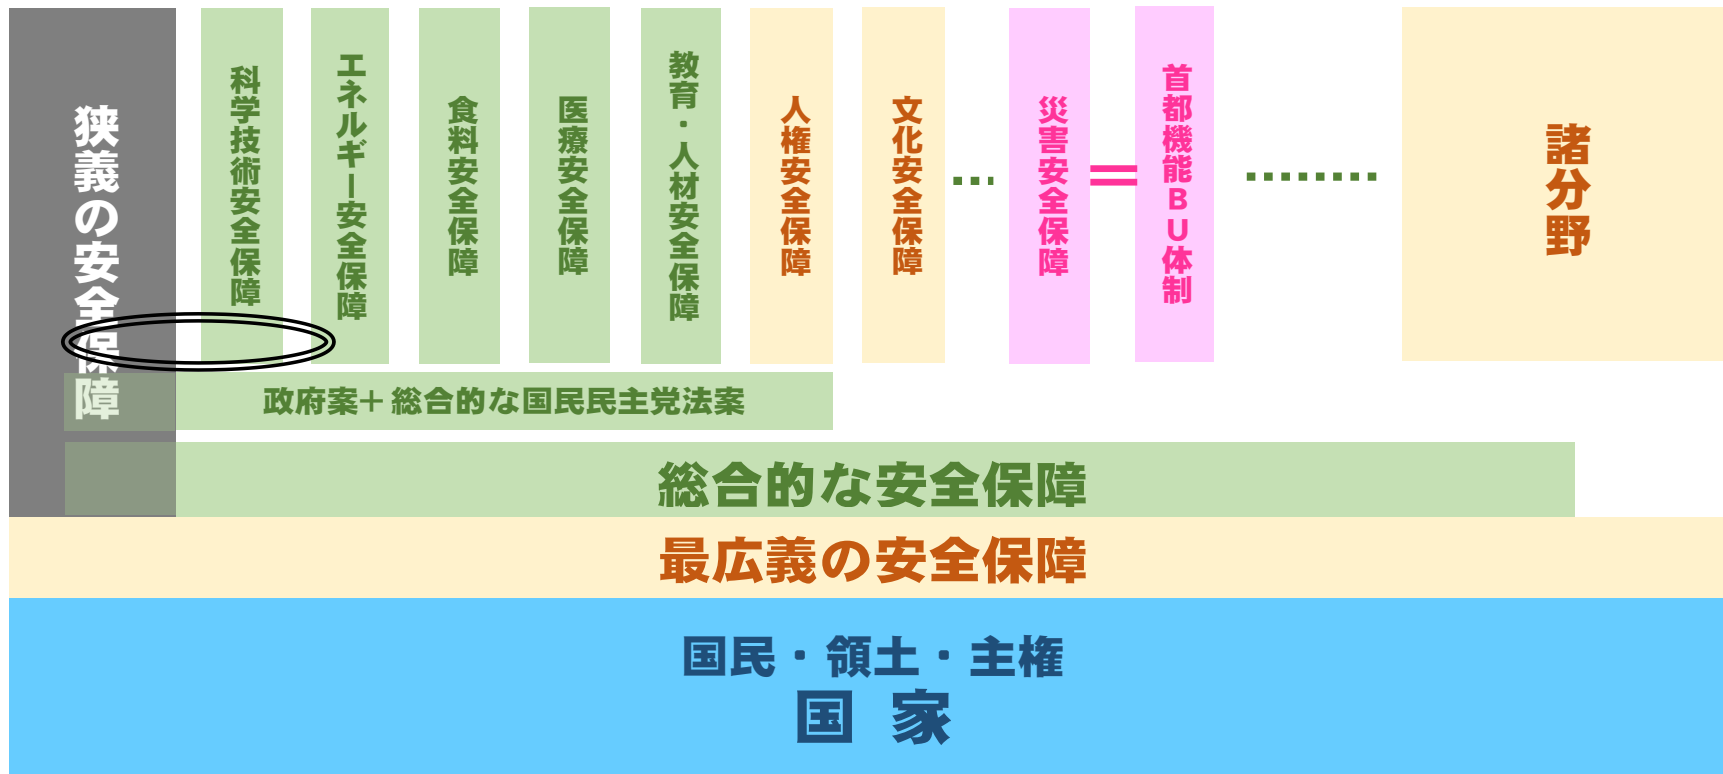 狭義の安全保障
科学技術安全保障
エネルギー安全保障
食料安全保障
医療安全保障
教育・人材安全保障
人権安全保障
文化安全保障
…
災害安全保障
＝
首都機能ＢＵ体制
………
諸分野
政府案＋総合的な国民民主党法案
総合的な安全保障
最広義の安全保障
国民・領土・主権
国 家